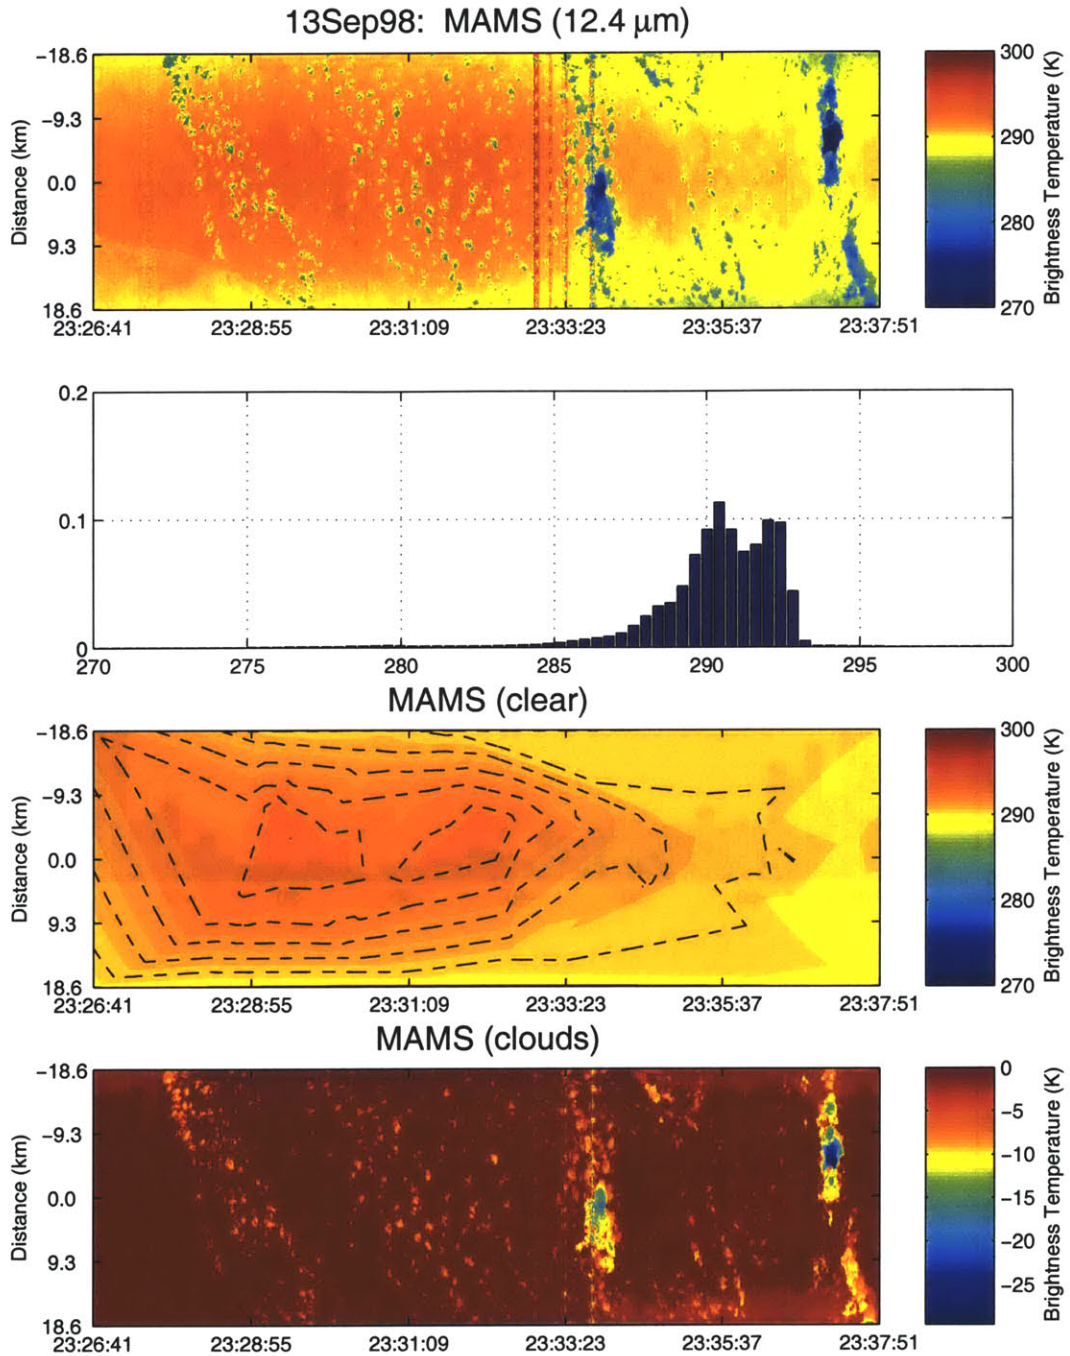 13Sep98:  MAMS (12.4 µm)
−18.6
−9.3
0.0
9.3
18.6
Distance (km)
23:26:41 23:28:55 23:31:09 23:33:23 23:35:37 23:37:51
300
290
280
270
Brightness Temperature (K)
0.2
0.1
0
270 275 280 285 290 295 300
MAMS (clear)
−18.6
−9.3
0.0
9.3
18.6
Distance (km)
23:26:41 23:28:55 23:31:09 23:33:23 23:35:37 23:37:51
300
290
280
270
Brightness Temperature (K)
MAMS (clouds)
−18.6
−9.3
0.0
9.3
18.6
Distance (km)
23:26:41 23:28:55 23:31:09 23:33:23 23:35:37 23:37:51
0
−5
−10
−15
−20
−25
Brightness Temperature (K)